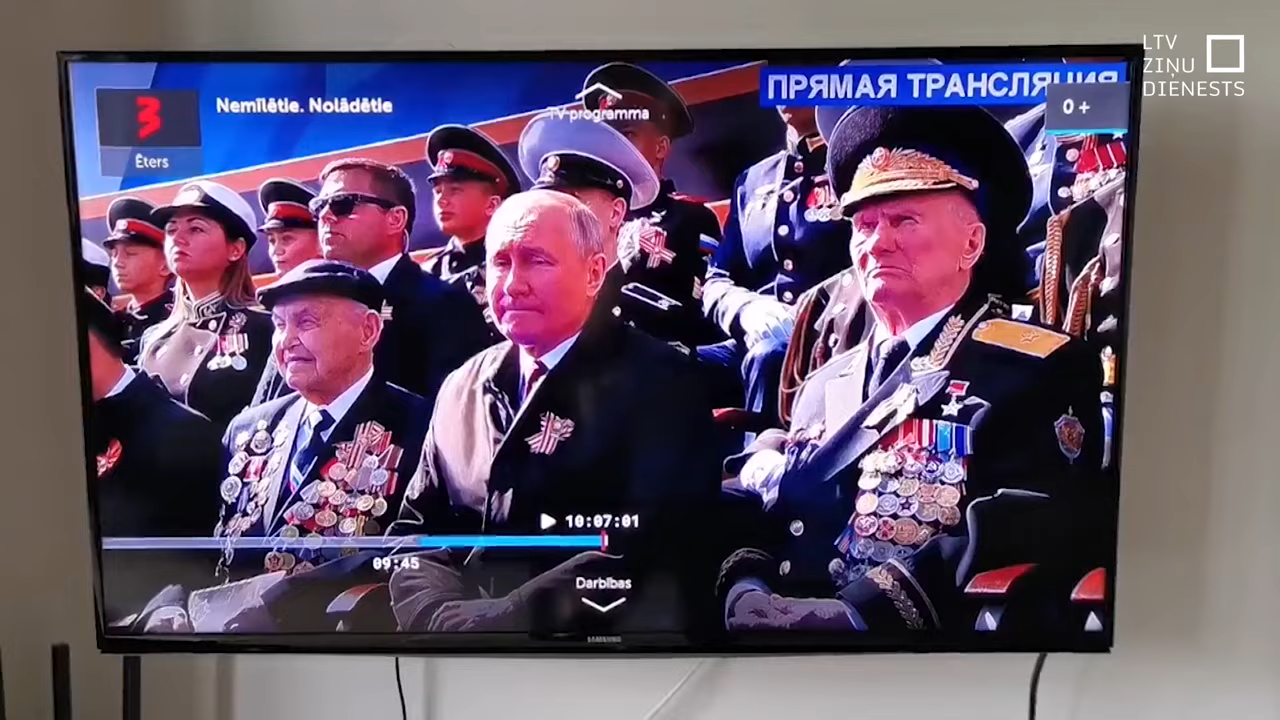 LTV
ZIŅU
DIENESTS
ПРЯМАЯ ТРАНСЛЯЦИЯ
3
Nemīlētie. Nolādētie
TV programma
0+
Ēters
10:07:01
09:45
Darbības
SAMSUNG